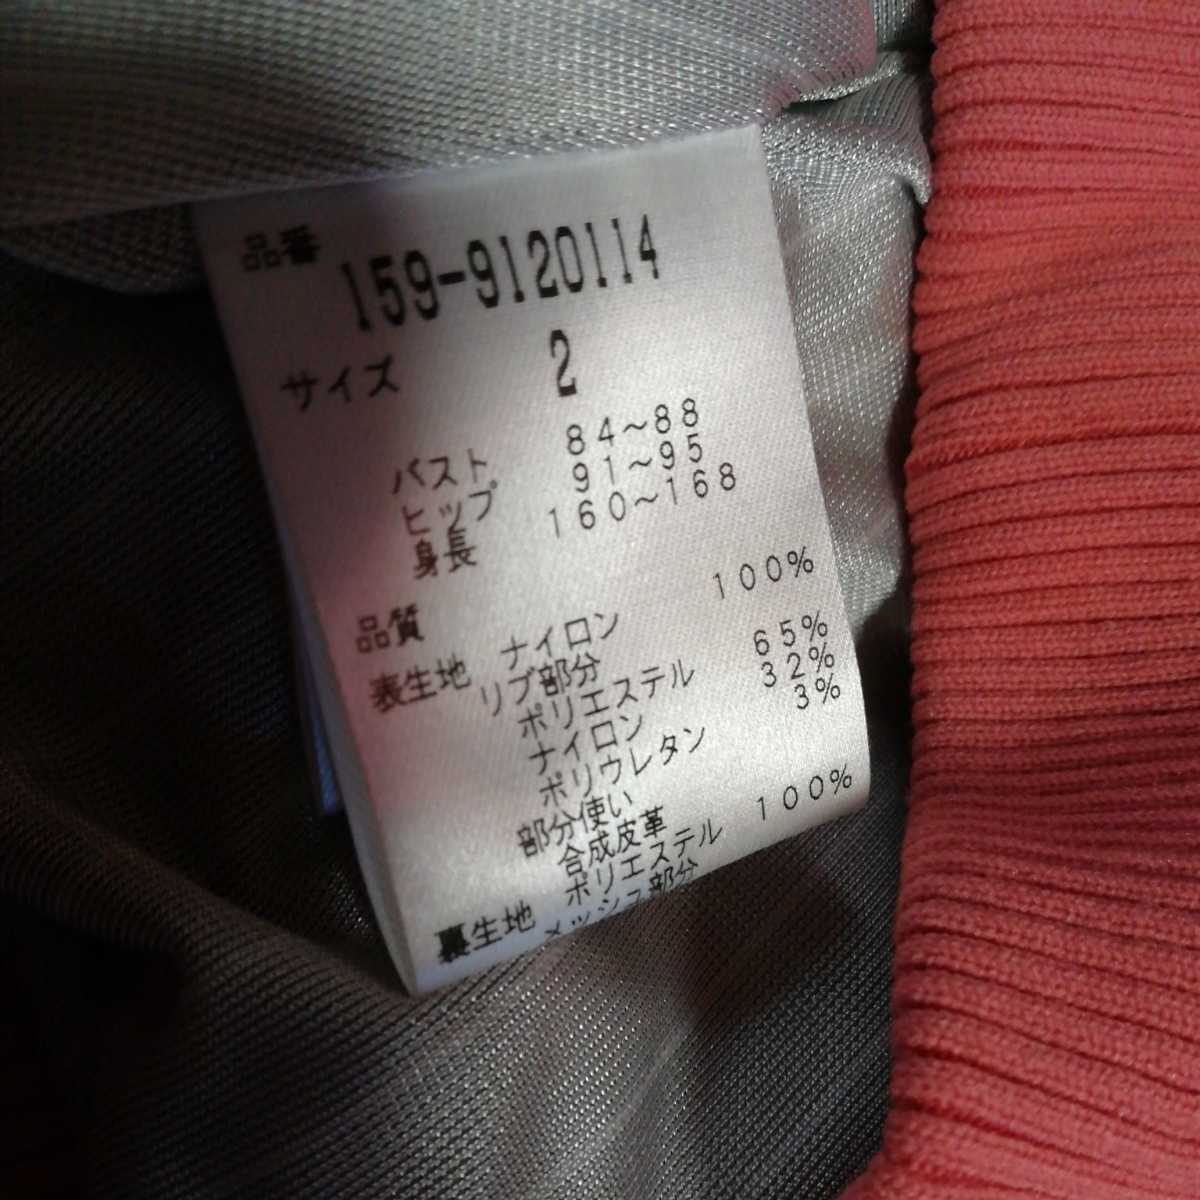 品番 159-9120114
サイズ 2
バスト 84～88
ヒップ 91～95
身長 160～168
品質
表生地 ナイロン 100%
リブ部分
ポリエステル 65%
ナイロン 32%
ポリウレタン 3%
部分使い
合成皮革
裏生地 ポリエステル 100%
メッシュ部分